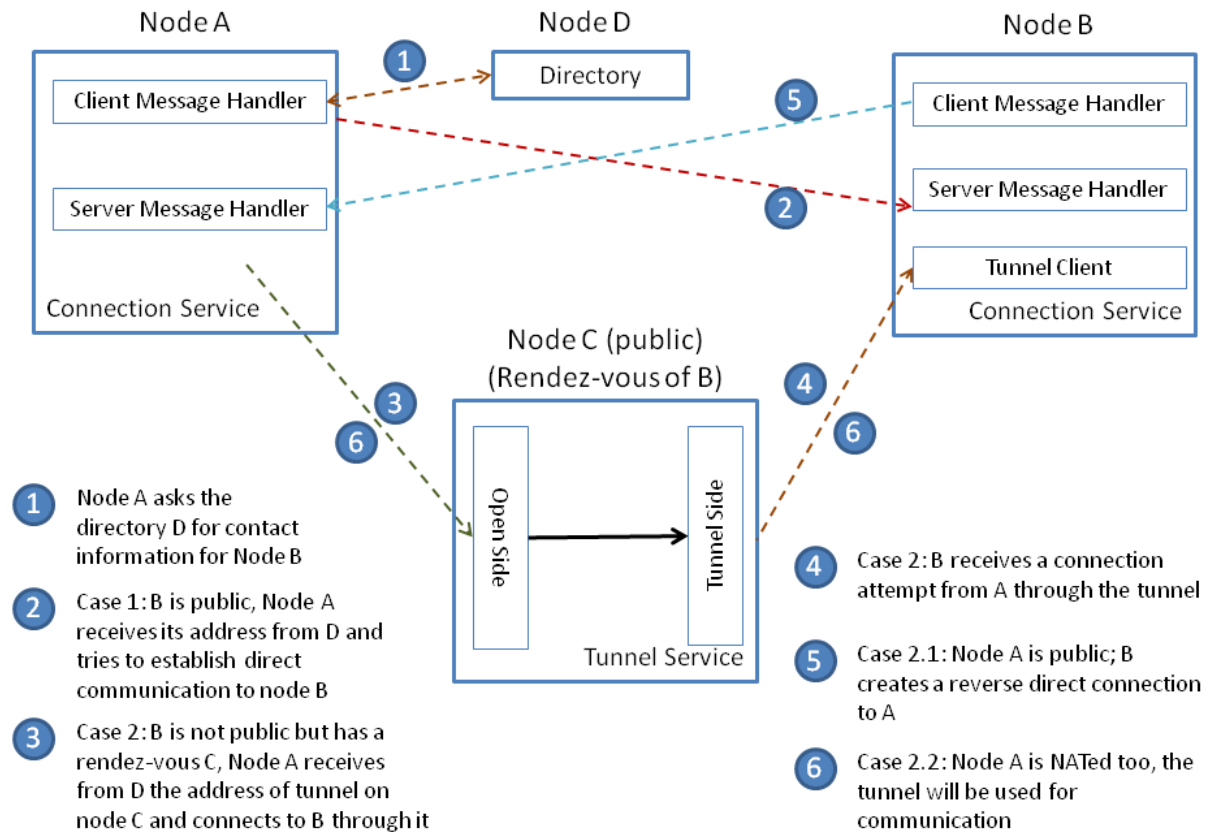 Node A
Node D
Node B
1
Directory
Client Message Handler
5
Client Message Handler
Server Message Handler
2
Server Message Handler
Tunnel Client
Connection Service
Connection Service
Node C (public)
(Rendez-vous of B)
3
6
4
6
Open Side
Tunnel Side
Tunnel Service
1
Node A asks the
directory D for contact
information for Node B
2
Case 1: B is public, Node A
receives its address from D and
tries to establish direct
communication to node B
3
Case 2: B is not public but has a
rendez-vous C, Node A receives
from D the address of tunnel on
node C and connects to B through it
4
Case 2: B receives a connection
attempt from A through the tunnel
5
Case 2.1: Node A is public; B
creates a reverse direct connection
to A
6
Case 2.2: Node A is NATed too, the
tunnel will be used for
communication